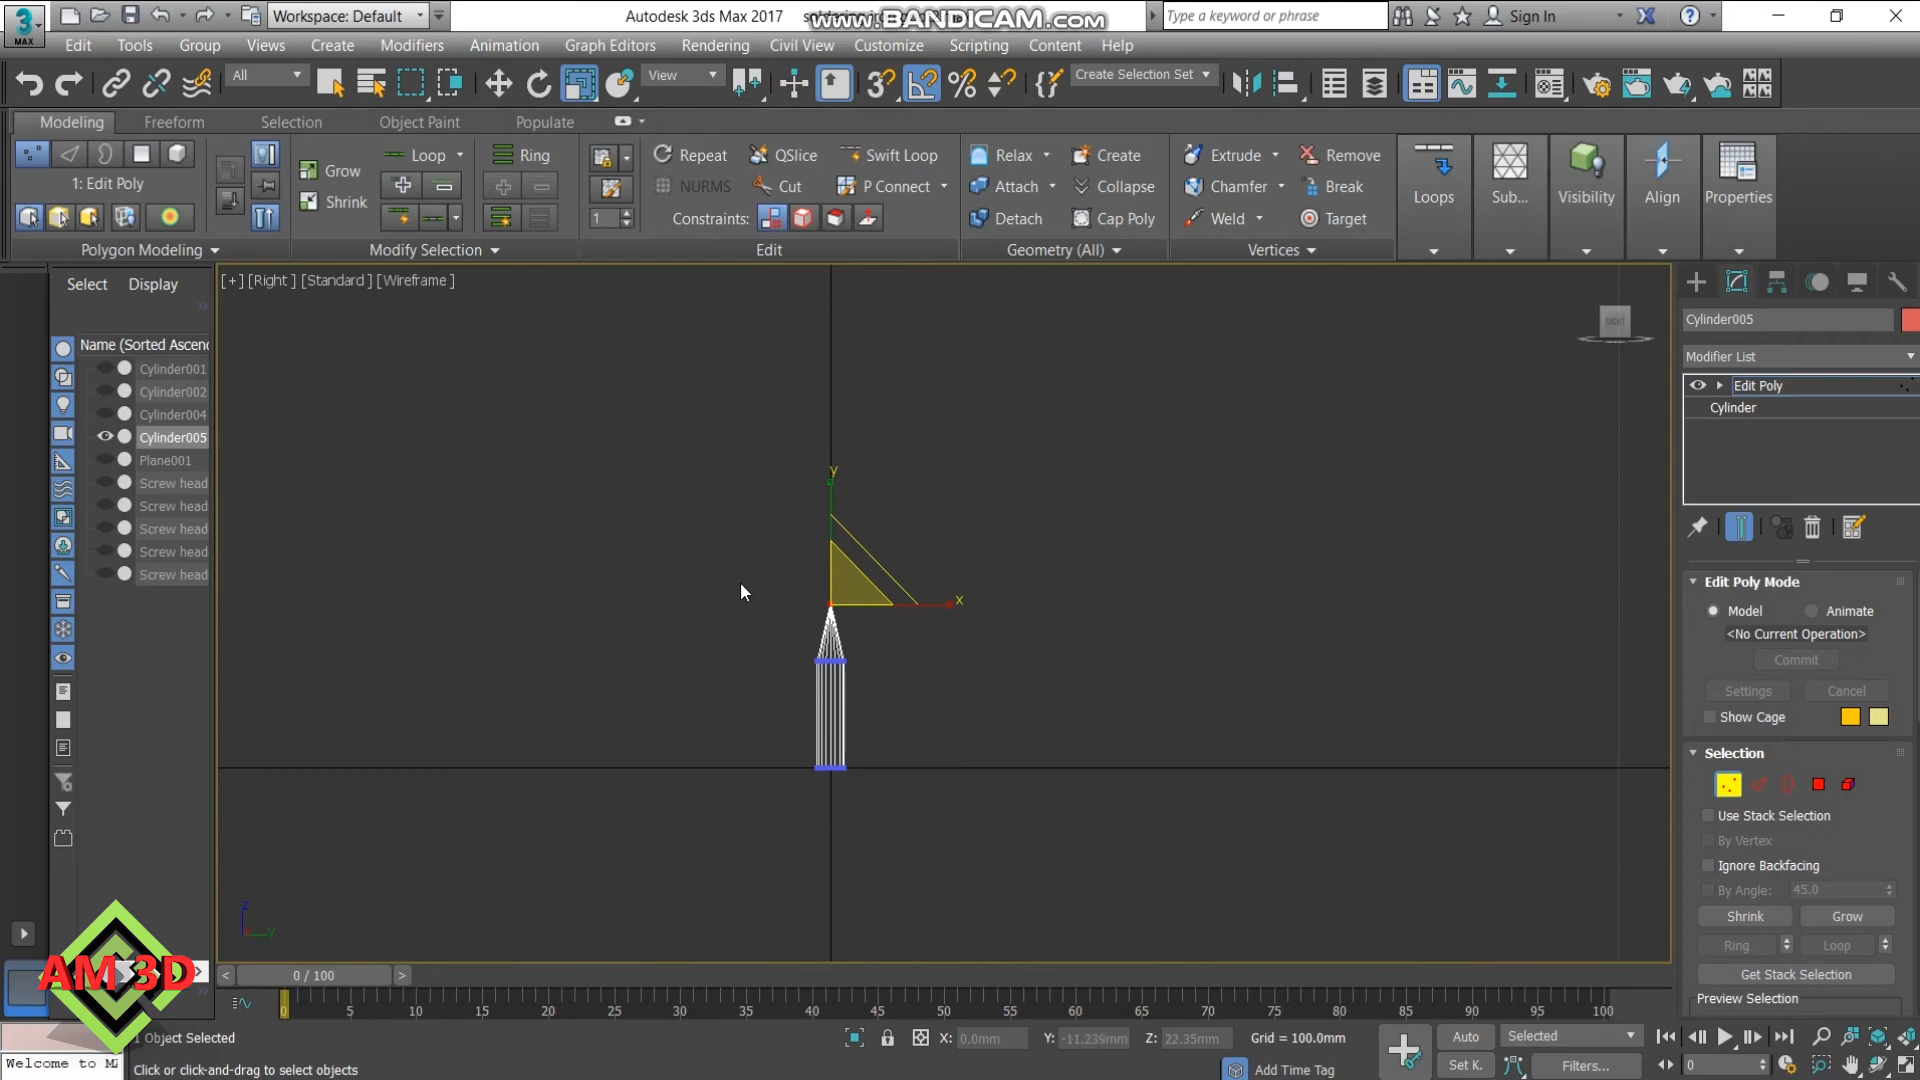 3
MAX
Workspace: Default
Autodesk 3ds Max 2017
www.BANDICAM.com
Type a keyword or phrase
Sign In
Edit Tools Group Views Create Modifiers Animation Graph Editors Rendering Civil View Customize Scripting Content Help
All
View
Create Selection Set
Modeling Freeform Selection Object Paint Populate
Loop
Ring
Repeat QSlice Swift Loop
Relax Create
Extrude Remove
Grow
1: Edit Poly
NURMS Cut P Connect
Attach Collapse
Chamfer Break
Loops Sub... Visibility Align Properties
Shrink
1
Constraints:
Detach Cap Poly
Weld Target
Polygon Modeling Modify Selection Edit Geometry (All) Vertices
Select Display
[+] [Right ] [Standard ] [Wireframe ]
RIGHT
Name (Sorted Ascenc
Cylinder001
Cylinder002
Cylinder004
Cylinder005
Plane001
Screw head
Screw head
Screw head
Screw head
Screw head
y
x
z
y
Cylinder005
Modifier List
Edit Poly
Cylinder
Edit Poly Mode
Model Animate
<No Current Operation>
Commit
Settings Cancel
Show Cage
Selection
Use Stack Selection
By Vertex
Ignore Backfacing
By Angle: 45.0
Shrink Grow
Ring Loop
Get Stack Selection
Preview Selection
AM 3D
< 0 / 100 >
0 5 10 15 20 25 30 35 40 45 50 55 60 65 70 75 80 85 90 95 100
1 Object Selected
X: 0.0mm Y: -11.239mm Z: 22.35mm Grid = 100.0mm
Auto Selected
Welcome to M
Click or click-and-drag to select objects
Add Time Tag
Set K. Filters...
0